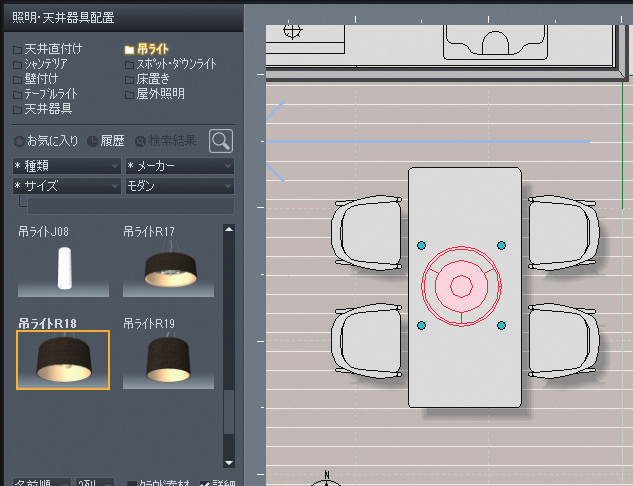 照明・天井器具配置
天井直付け 吊ライト
シャンデリア スポット・ダウンライト
壁付け 床置き
テーブルライト 屋外照明
天井器具
お気に入り 履歴 検索結果
* 種類 * メーカー
* サイズ モダン
吊ライトJ08 吊ライトR17
吊ライトR18 吊ライトR19
名前順 2列 クラウド素材 詳細
N